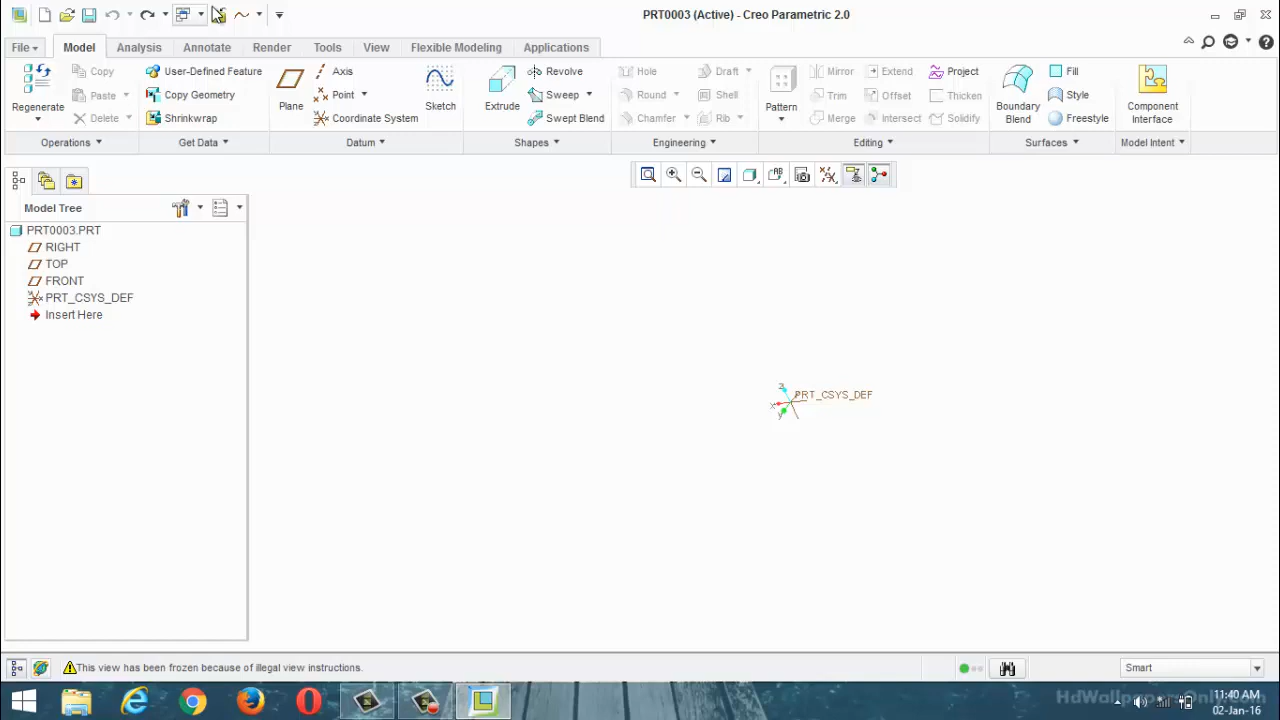 PRT0003 (Active) - Creo Parametric 2.0
File Model Analysis Annotate Render Tools View Flexible Modeling Applications
Regenerate
Copy
Paste
Delete
Operations
User-Defined Feature
Copy Geometry
Shrinkwrap
Get Data
Plane
Axis
Point
Coordinate System
Sketch
Datum
Extrude
Revolve
Sweep
Swept Blend
Shapes
Hole
Round
Chamfer
Draft
Shell
Rib
Engineering
Pattern
Mirror
Trim
Merge
Extend
Offset
Intersect
Project
Thicken
Solidify
Editing
Boundary
Blend
Fill
Style
Freestyle
Surfaces
Component
Interface
Model Intent
Model Tree
PRT0003.PRT
RIGHT
TOP
FRONT
PRT_CSYS_DEF
Insert Here
Z
PRT_CSYS_DEF
X
Y
This view has been frozen because of illegal view instructions.
Smart
HdWallpapersOnly.com
11:40 AM
02-Jan-16